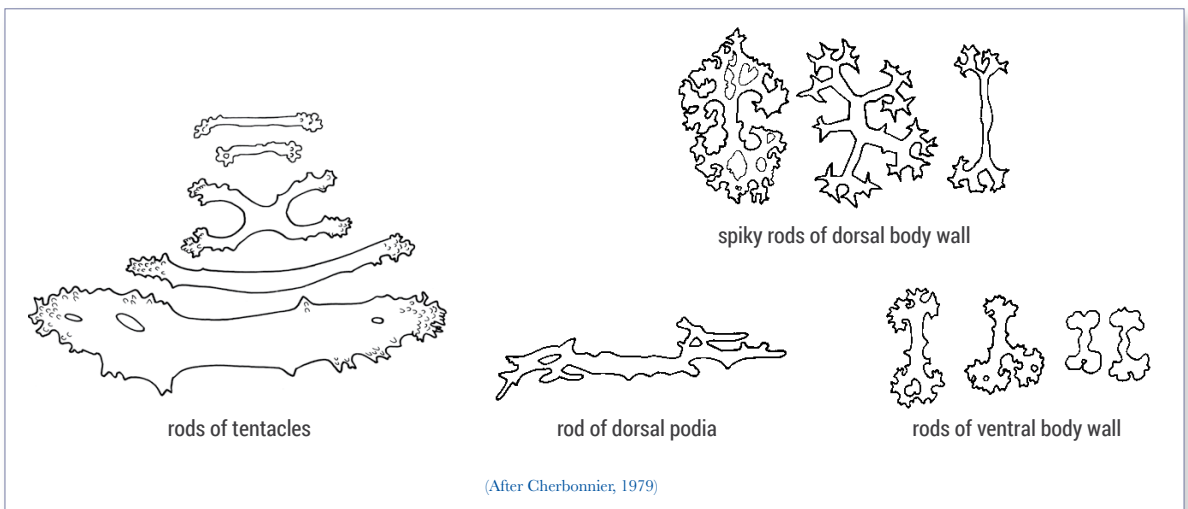 spiky rods of dorsal body wall
rods of tentacles
rod of dorsal podia
rods of ventral body wall
(After Cherbonnier, 1979)